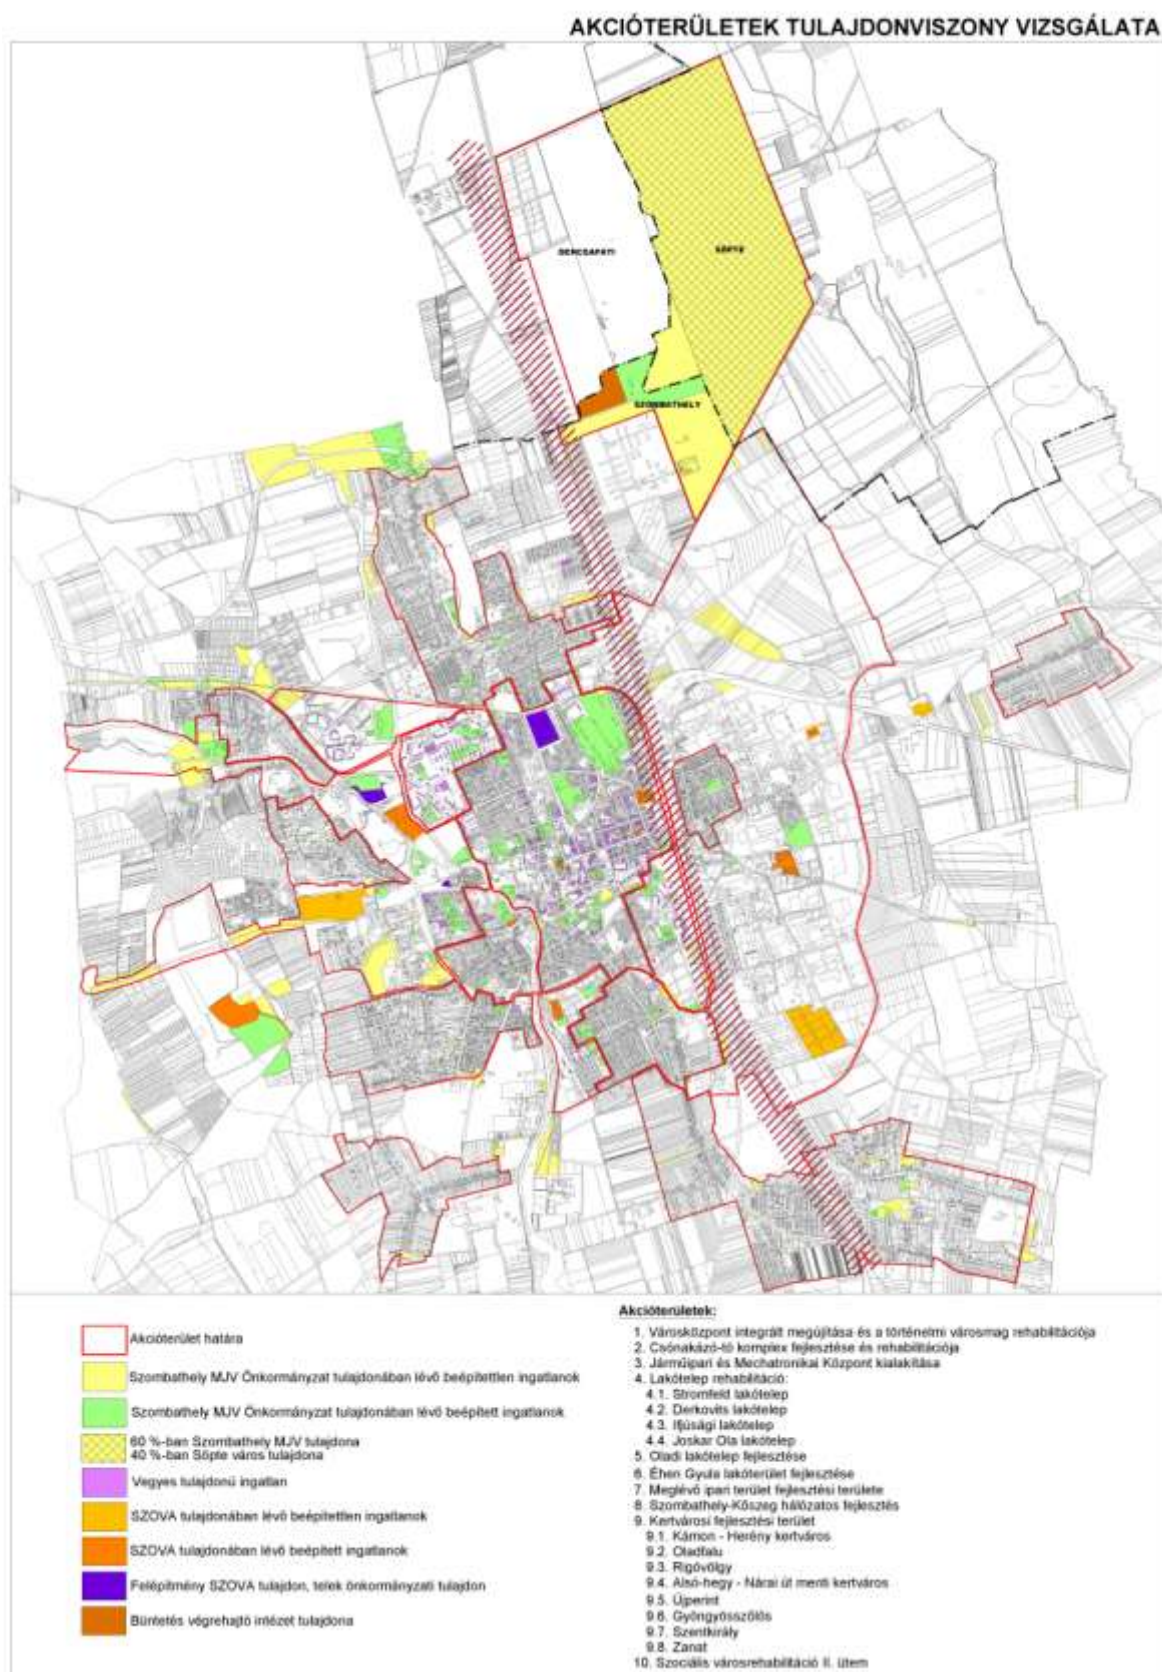 AKCIÓTERÜLETEK TULAJDONVISZONY VIZSGÁLATA
GENCSAPÁTI
SÖPTE
SZOMBATHELY
Akcióterület határa
Szombathely MJV Önkormányzat tulajdonában lévő beépítettlen ingatlanok
Szombathely MJV Önkormányzat tulajdonában lévő beépített ingatlanok
60 %-ban Szombathely MJV tulajdona
40 %-ban Söpte város tulajdona
Vegyes tulajdonú ingatlan
SZOVA tulajdonában lévő beépítettlen ingatlanok
SZOVA tulajdonában lévő beépített ingatlanok
Felépítmény SZOVA tulajdon, telek önkormányzati tulajdon
Büntetés végrehajtó intézet tulajdona
Akcióterületek:
1. Városközpont integrált megújítása és a történelmi városmag rehabilitációja
2. Csónakázó-tó komplex fejlesztése és rehabilitációja
3. Járműipari és Mechatronikai Központ kialakítása
4. Lakótelep rehabilitáció:
4.1. Stromfeld lakótelep
4.2. Derkovits lakótelep
4.3. Ifjúsági lakótelep
4.4. Joskar Ola lakótelep
5. Oladi lakótelep fejlesztése
6. Éhen Gyula lakóterület fejlesztése
7. Meglévő ipari terület fejlesztési területe
8. Szombathely-Kőszeg hálózatos fejlesztés
9. Kertvárosi fejlesztési terület
9.1. Kámon - Herény kertváros
9.2. Oladfalu
9.3. Rigóvölgy
9.4. Alsó-hegy - Nárai út menti kertváros
9.5. Újperint
9.6. Gyöngyösszőlős
9.7. Szentkirály
9.8. Zanat
10. Szociális városrehabilitáció II. ütem